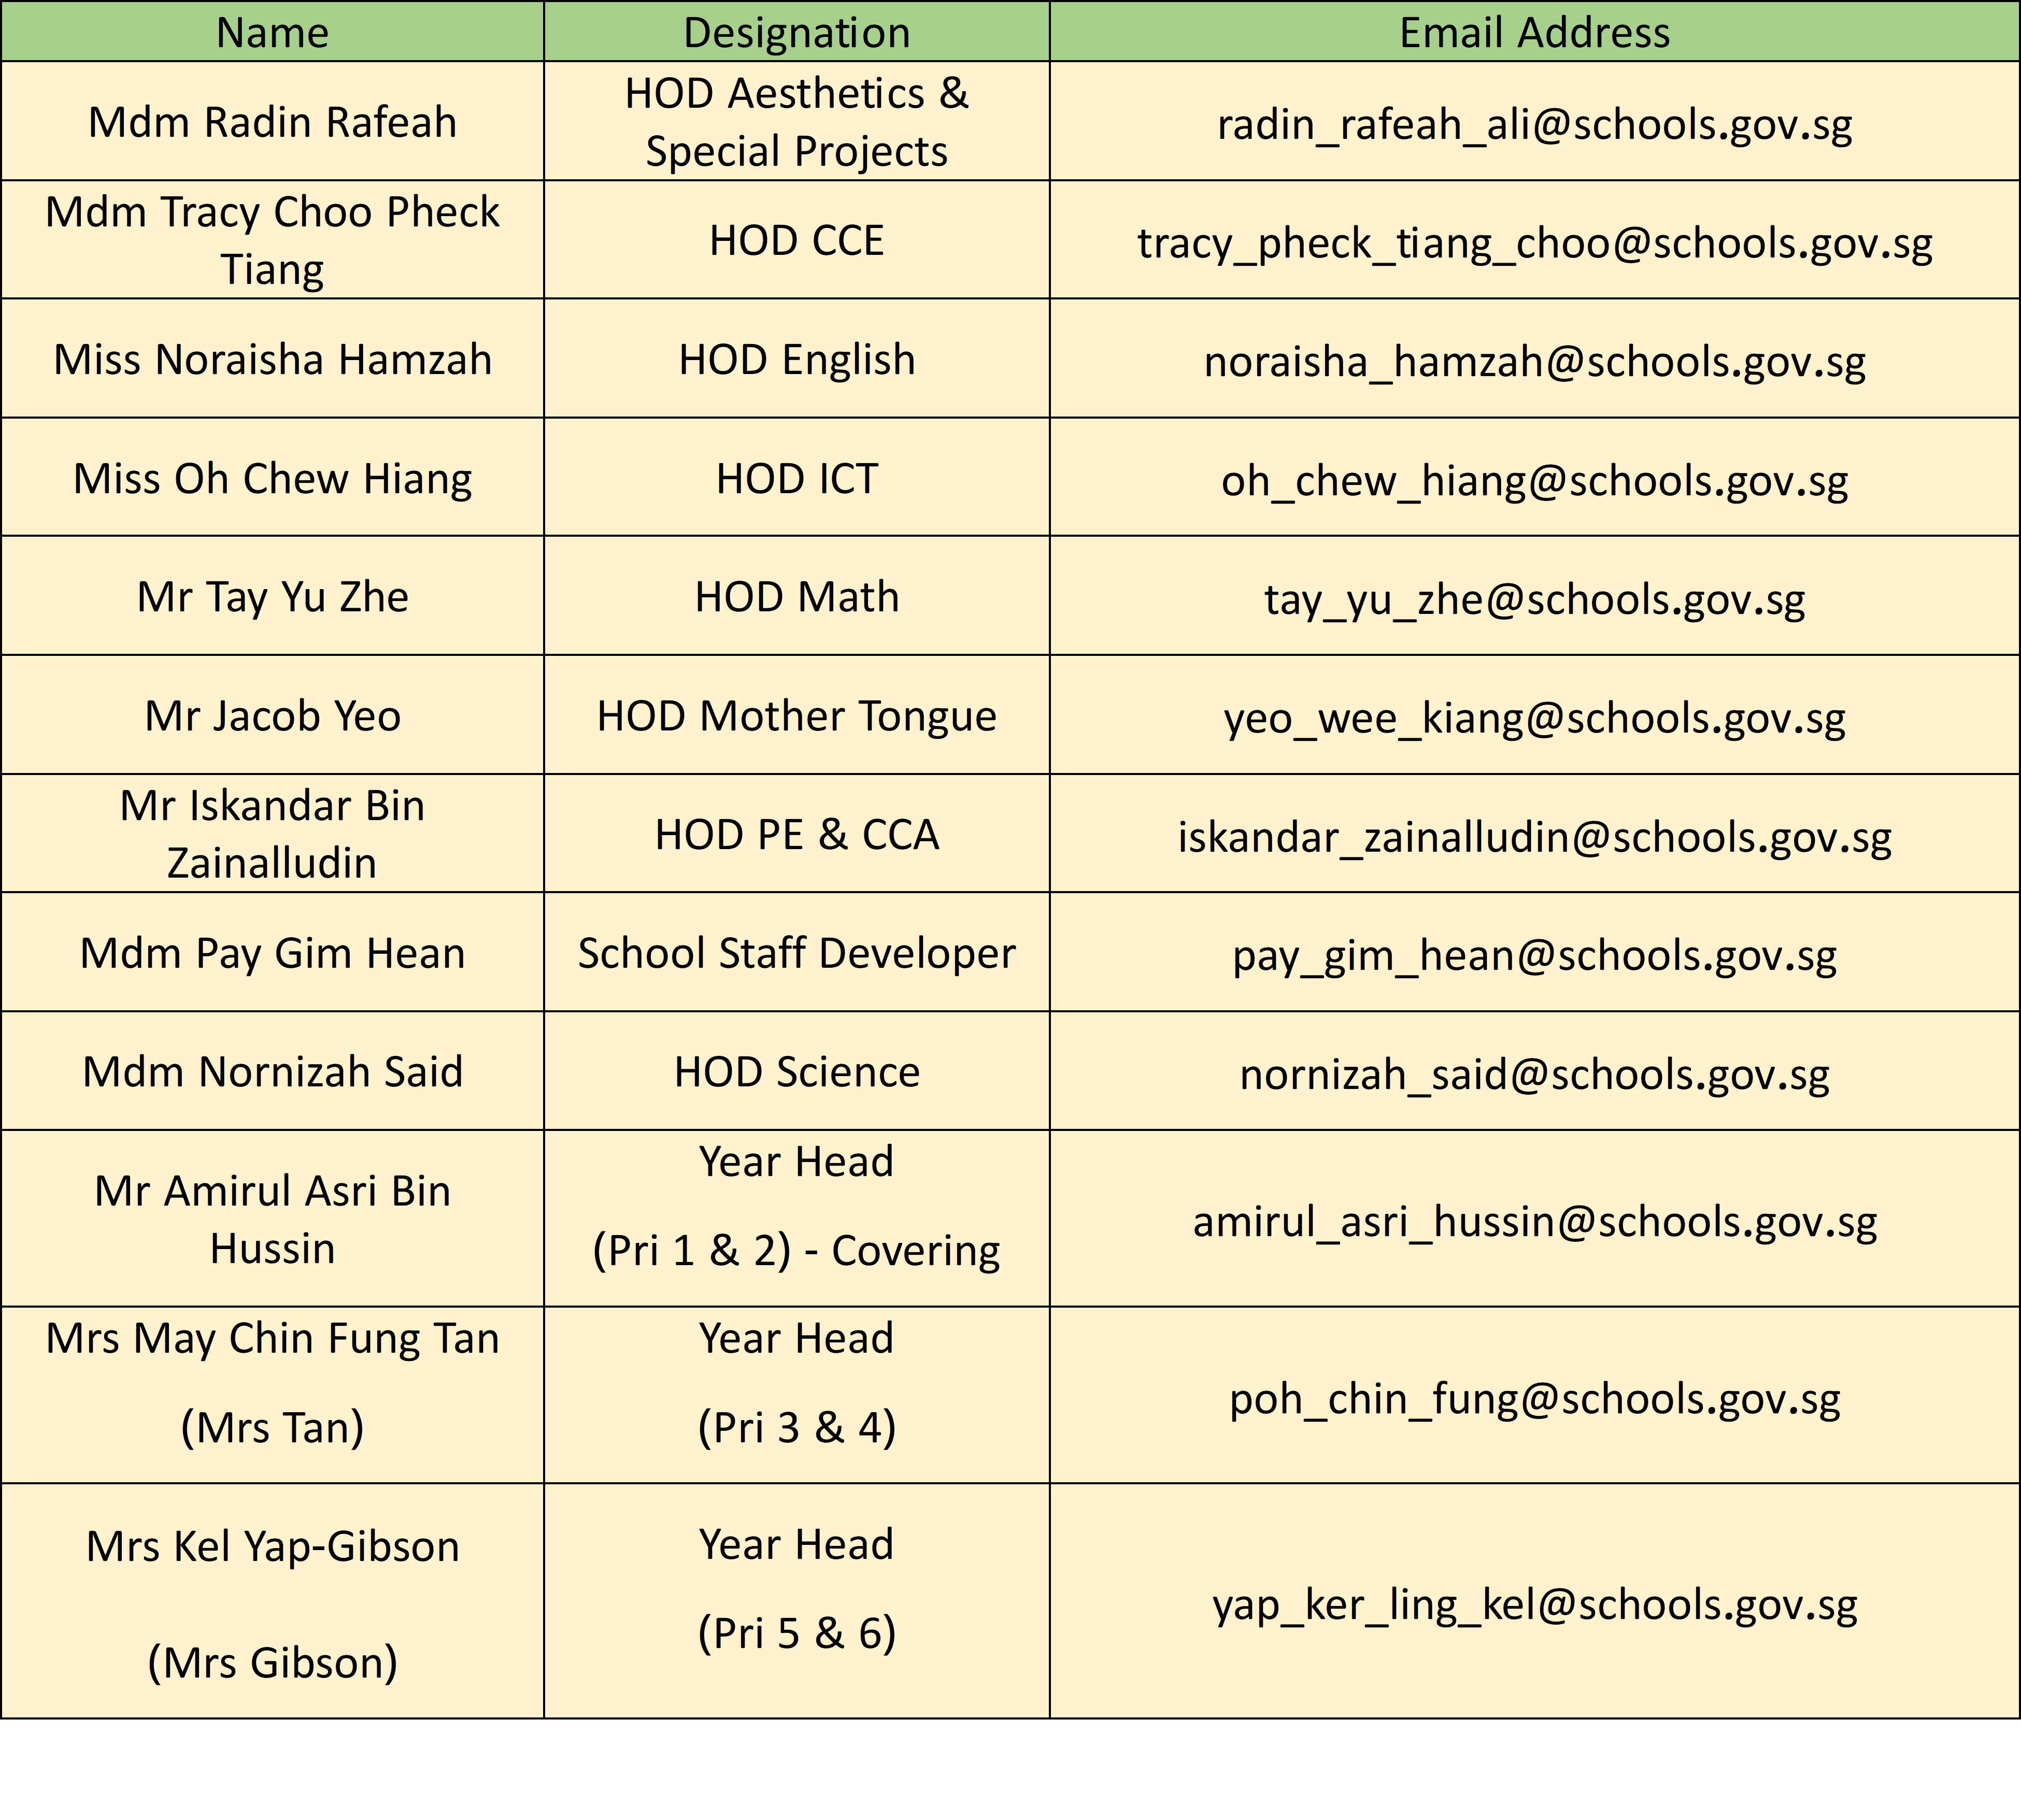 Name Designation Email Address
Mdm Radin Rafeah HOD Aesthetics & radin_rafeah_ali@schools.gov.sg
Special Projects
Mdm Tracy Choo Pheck HOD CCE tracy_pheck_tiang_choo@schools.gov.sg
Tiang
Miss Noraisha Hamzah HOD English noraisha_hamzah@schools.gov.sg
Miss Oh Chew Hiang HOD ICT oh_chew_hiang@schools.gov.sg
Mr Tay Yu Zhe HOD Math tay_yu_zhe@schools.gov.sg
Mr Jacob Yeo HOD Mother Tongue yeo_wee_kiang@schools.gov.sg
Mr Iskandar Bin HOD PE & CCA iskandar_zainalludin@schools.gov.sg
Zainalludin
Mdm Pay Gim Hean School Staff Developer pay_gim_hean@schools.gov.sg
Mdm Nornizah Said HOD Science nornizah_said@schools.gov.sg
Mr Amirul Asri Bin Year Head amirul_asri_hussin@schools.gov.sg
Hussin (Pri 1 & 2) - Covering
Mrs May Chin Fung Tan Year Head poh_chin_fung@schools.gov.sg
(Mrs Tan) (Pri 3 & 4)
Mrs Kel Yap-Gibson Year Head yap_ker_ling_kel@schools.gov.sg
(Mrs Gibson) (Pri 5 & 6)